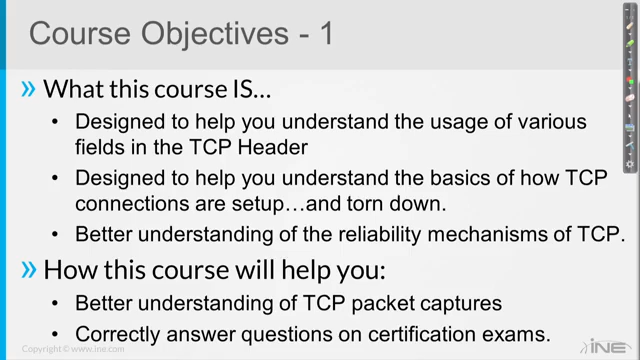 Course Objectives - 1
» What this course IS...
• Designed to help you understand the usage of various
fields in the TCP Header
• Designed to help you understand the basics of how TCP
connections are setup...and torn down.
• Better understanding of the reliability mechanisms of TCP.
» How this course will help you:
• Better understanding of TCP packet captures
• Correctly answer questions on certification exams.
Copyright © www.ine.com
iNE